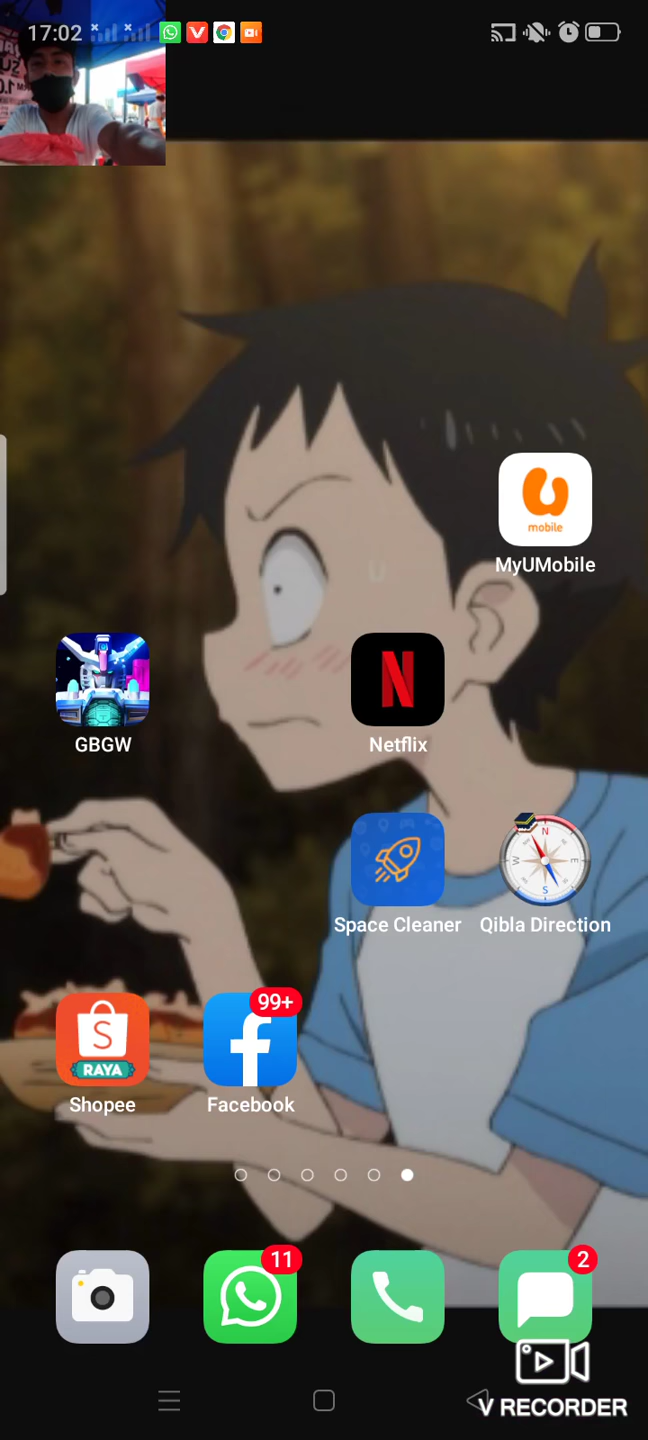 17:02
mobile
MyUMobile
GBGW
N
Netflix
N
W
E
S
Space Cleaner
Qibla Direction
99+
S
RAYA
Shopee
Facebook
11
2
V RECORDER